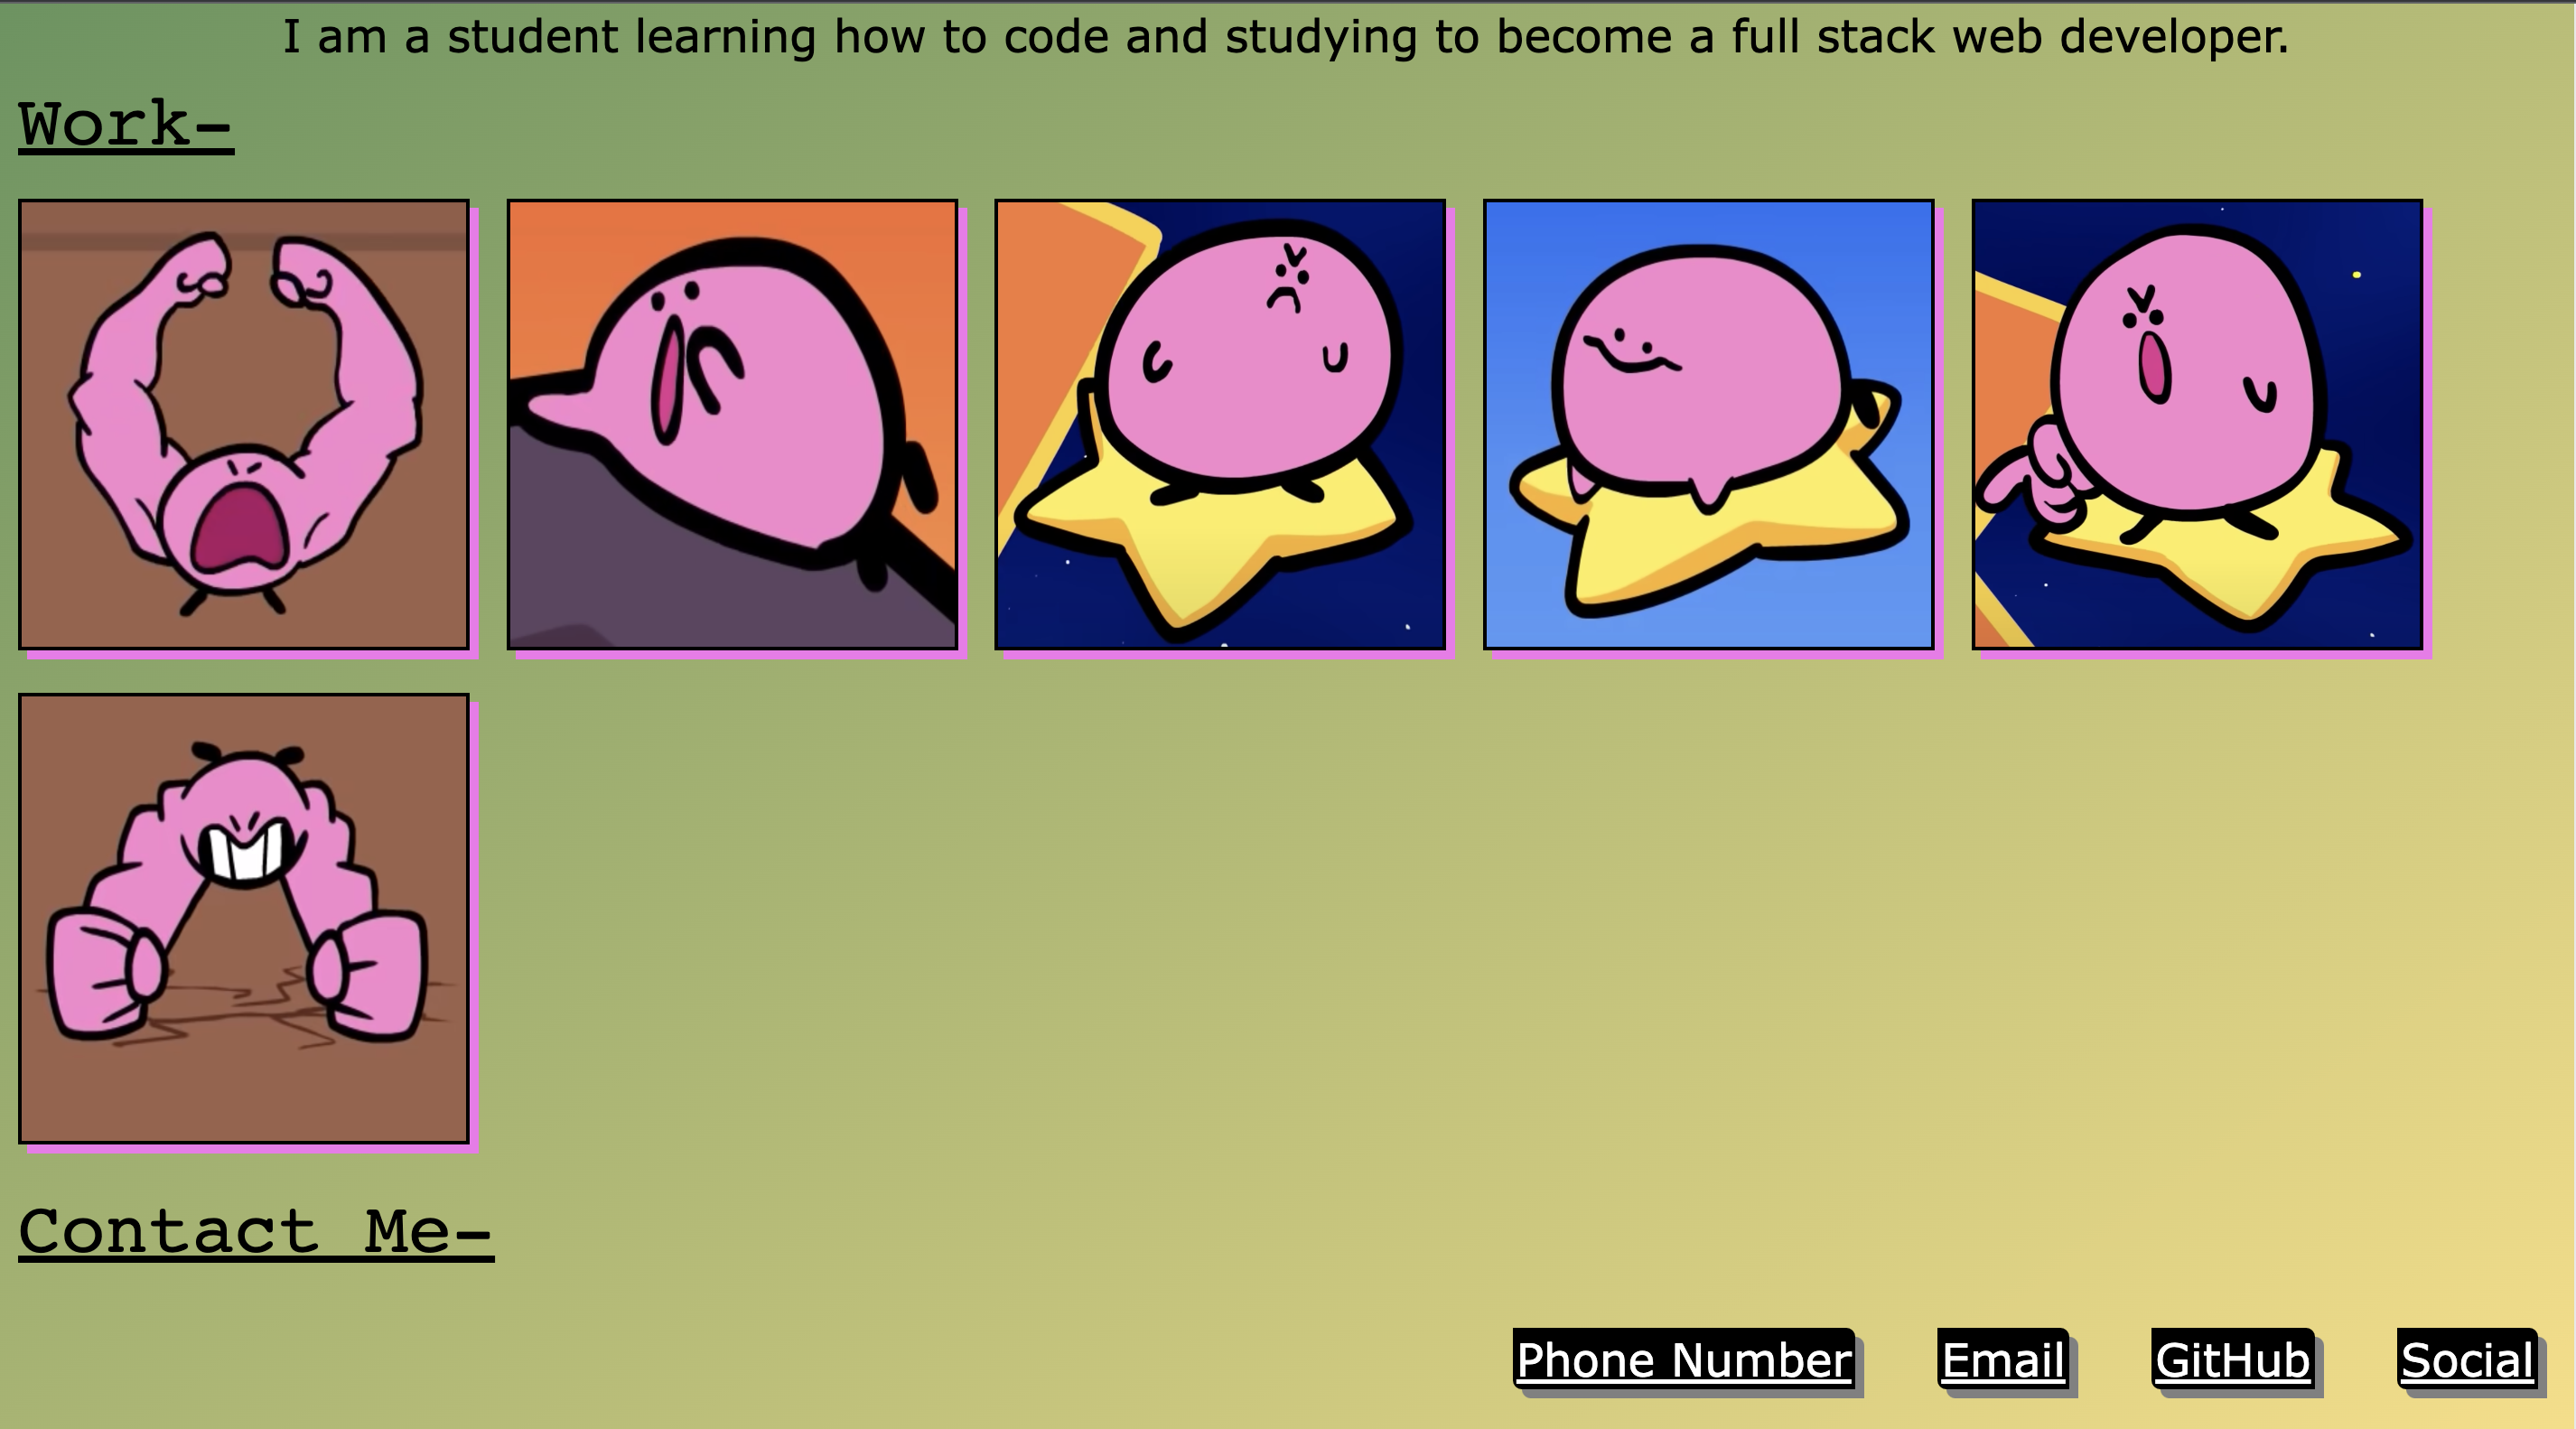 I am a student learning how to code and studying to become a full stack web developer.
Work-
Contact Me-
Phone Number Email GitHub Social